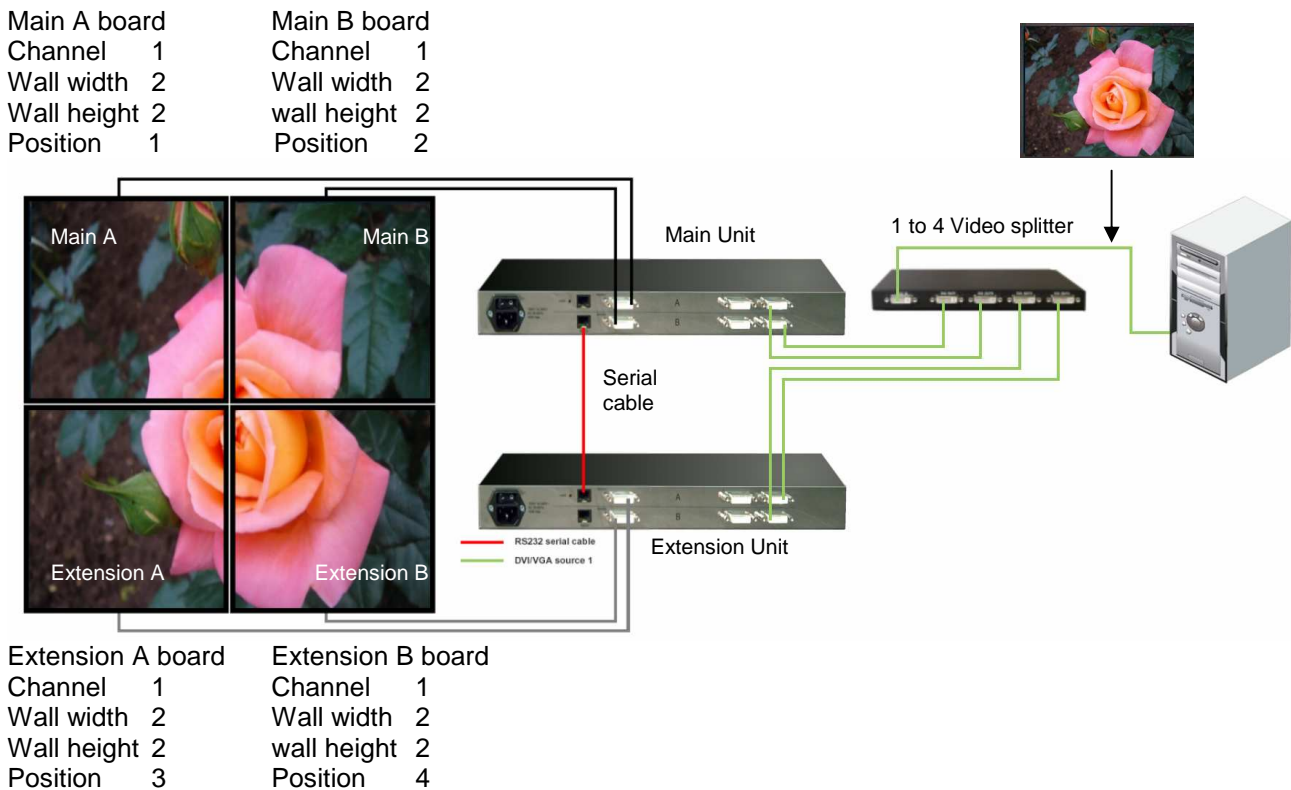 Main A board
Channel 1
Wall width 2
Wall height 2
Position 1
Main B board
Channel 1
Wall width 2
wall height 2
Position 2
Main A
Main B
Extension A
Extension B
Main Unit
A
B
Serial
cable
A
B
Extension Unit
RS232 serial cable
DVI/VGA source 1
1 to 4 Video splitter
Extension A board
Channel 1
Wall width 2
Wall height 2
Position 3
Extension B board
Channel 1
Wall width 2
wall height 2
Position 4